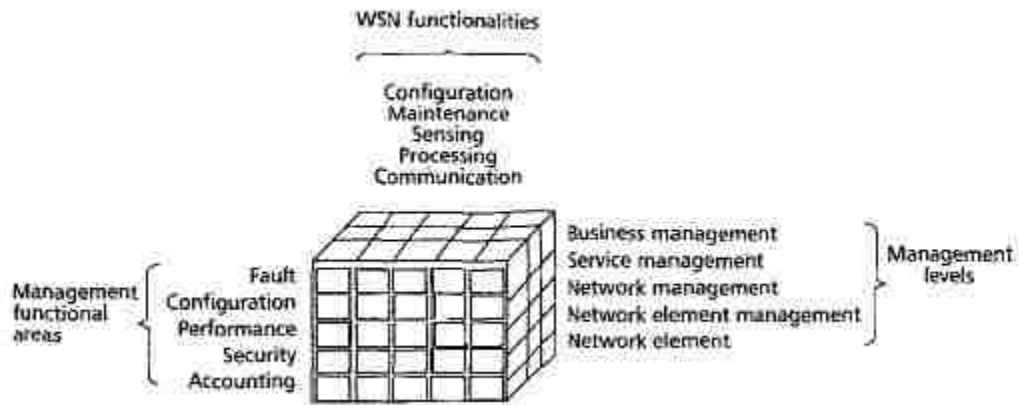 WSN functionalities
Configuration
Maintenance
Sensing
Processing
Communication
Management
functional
areas
Fault
Configuration
Performance
Security
Accounting
Business management
Service management
Network management
Network element management
Network element
Management
levels